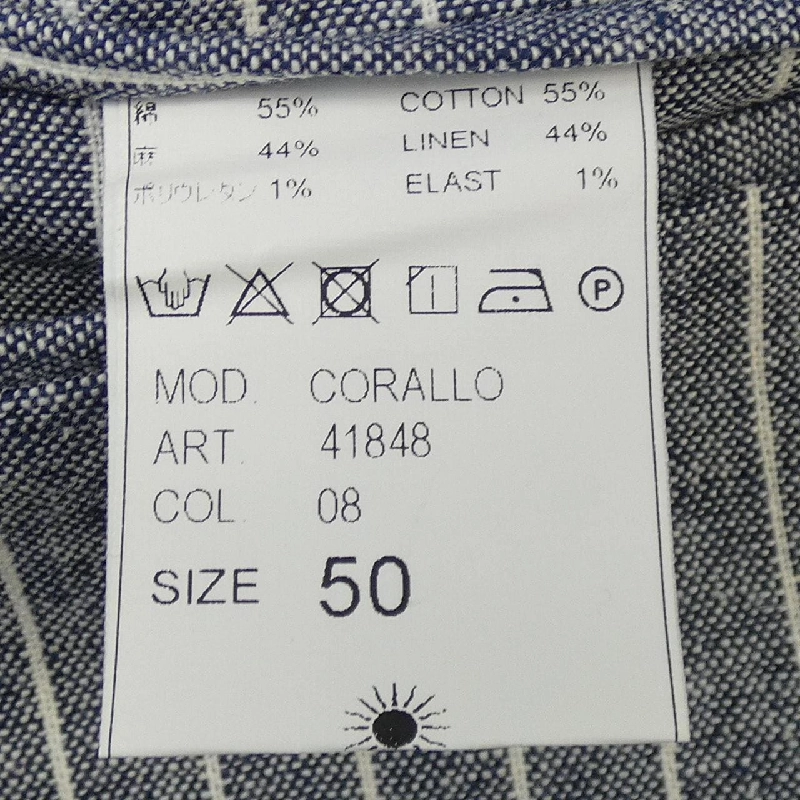 綿 55% COTTON 55%
麻 44% LINEN 44%
ポリウレタン 1% ELAST 1%
P
MOD. CORALLO
ART. 41848
COL. 08
SIZE 50